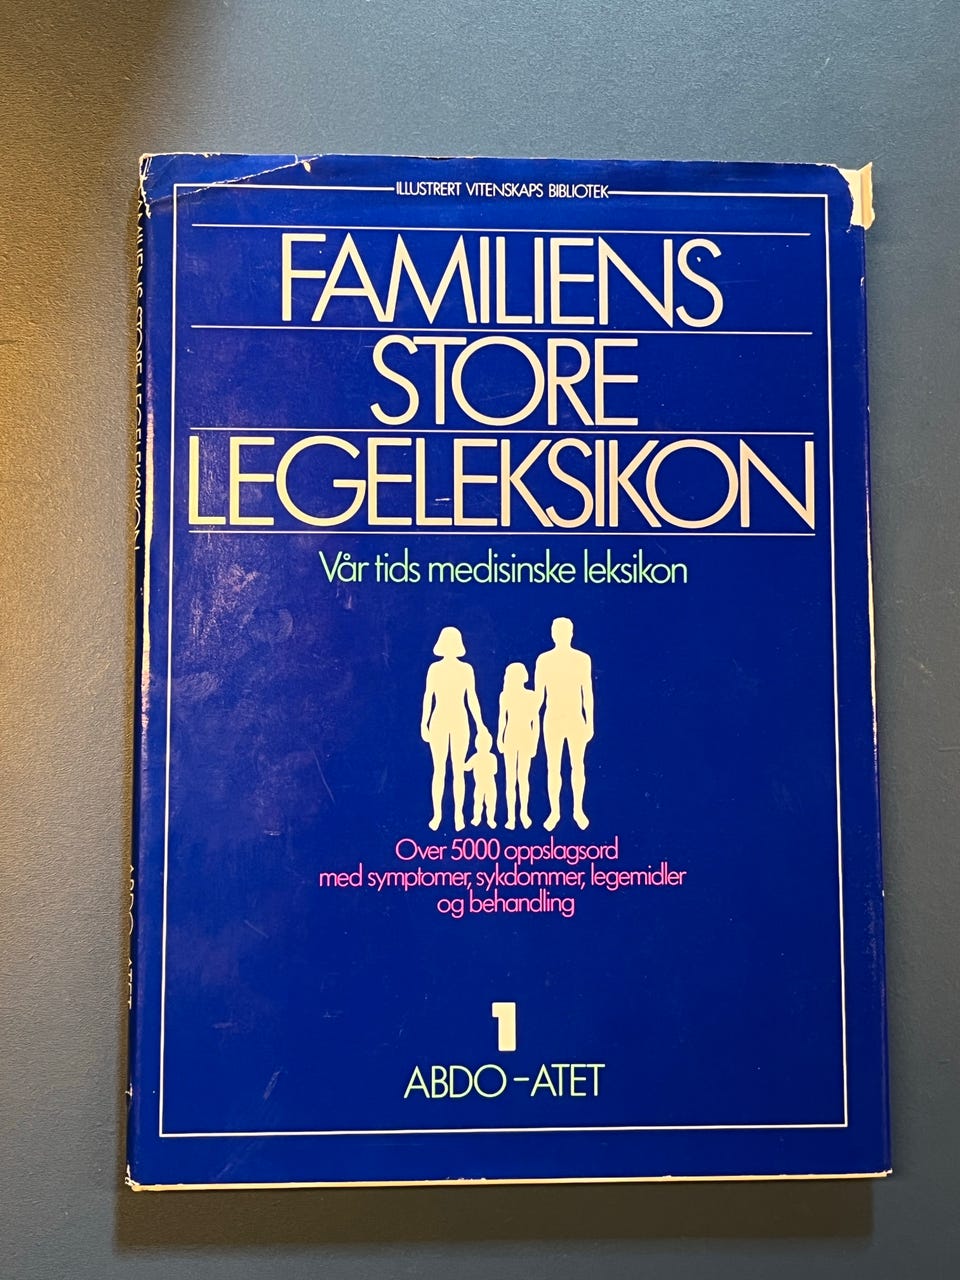 ILLUSTRERT VITENSKAPS BIBLIOTEK
FAMILIENS
STORE
LEGELEKSIKON
Vår tids medisinske leksikon
Over 5000 oppslagsord
med symptomer, sykdommer, legemidler
og behandling
1
ABDO-ATET
FAMILIENS STORE LEGELEKSIKON
ABDO - ATET
1